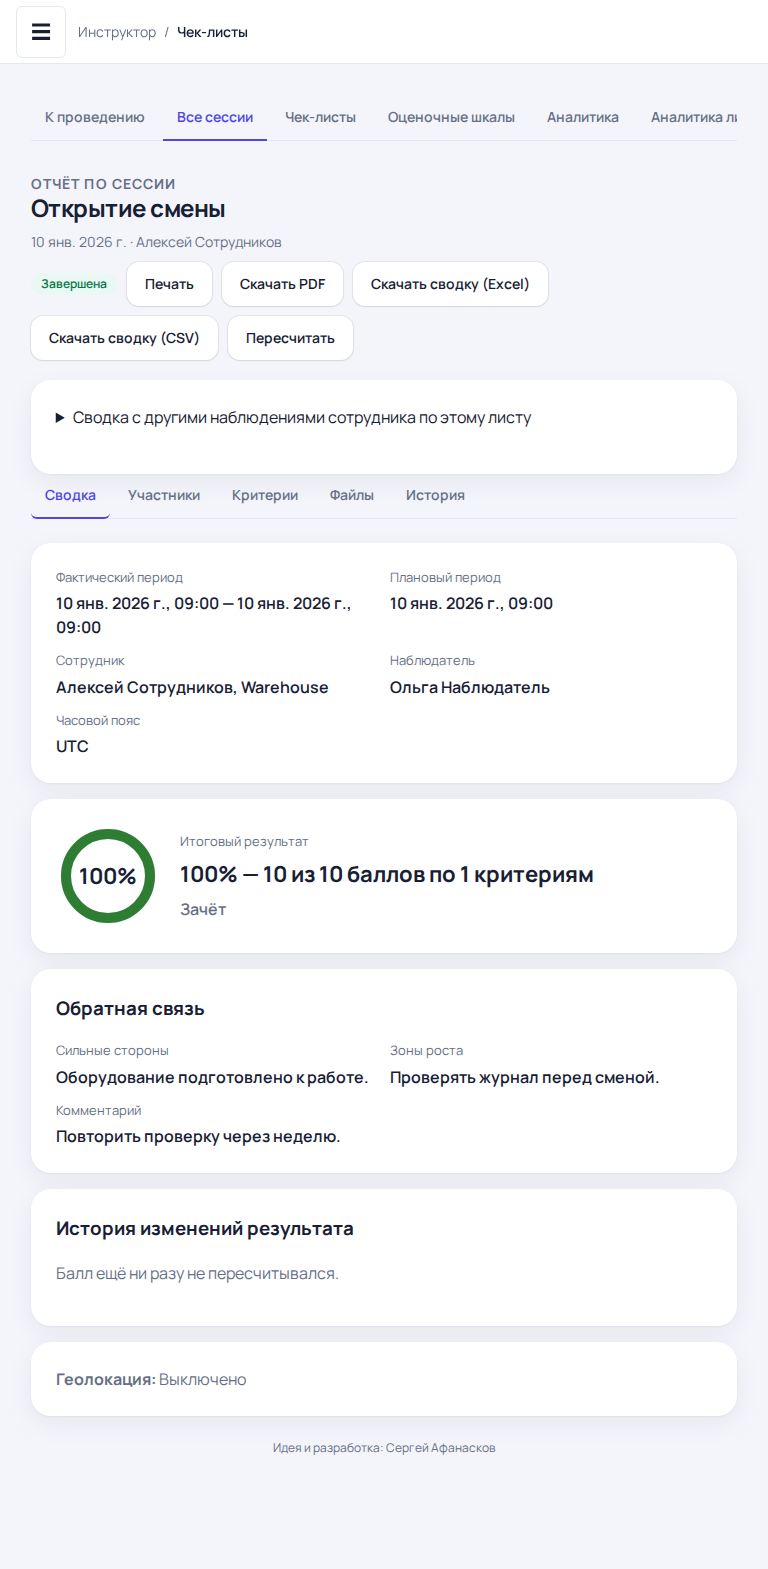 Инструктор / Чек-листы
К проведению Все сессии Чек-листы Оценочные шкалы Аналитика Аналитика
ОТЧЁТ ПО СЕССИИ
Открытие смены
10 янв. 2026 г. · Алексей Сотрудников
Завершена Печать Скачать PDF Скачать сводку (Excel)
Скачать сводку (CSV) Пересчитать
Сводка с другими наблюдениями сотрудника по этому листу
Сводка Участники Критерии Файлы История
Фактический период Плановый период
10 янв. 2026 г., 09:00 — 10 янв. 2026 г., 10 янв. 2026 г., 09:00
09:00
Сотрудник Наблюдатель
Алексей Сотрудников, Warehouse Ольга Наблюдатель
Часовой пояс
UTC
Итоговый результат
100% 100% — 10 из 10 баллов по 1 критериям
Зачёт
Обратная связь
Сильные стороны Зоны роста
Оборудование подготовлено к работе. Проверять журнал перед сменой.
Комментарий
Повторить проверку через неделю.
История изменений результата
Балл ещё ни разу не пересчитывался.
Геолокация: Выключено
Идея и разработка: Сергей Афанасков